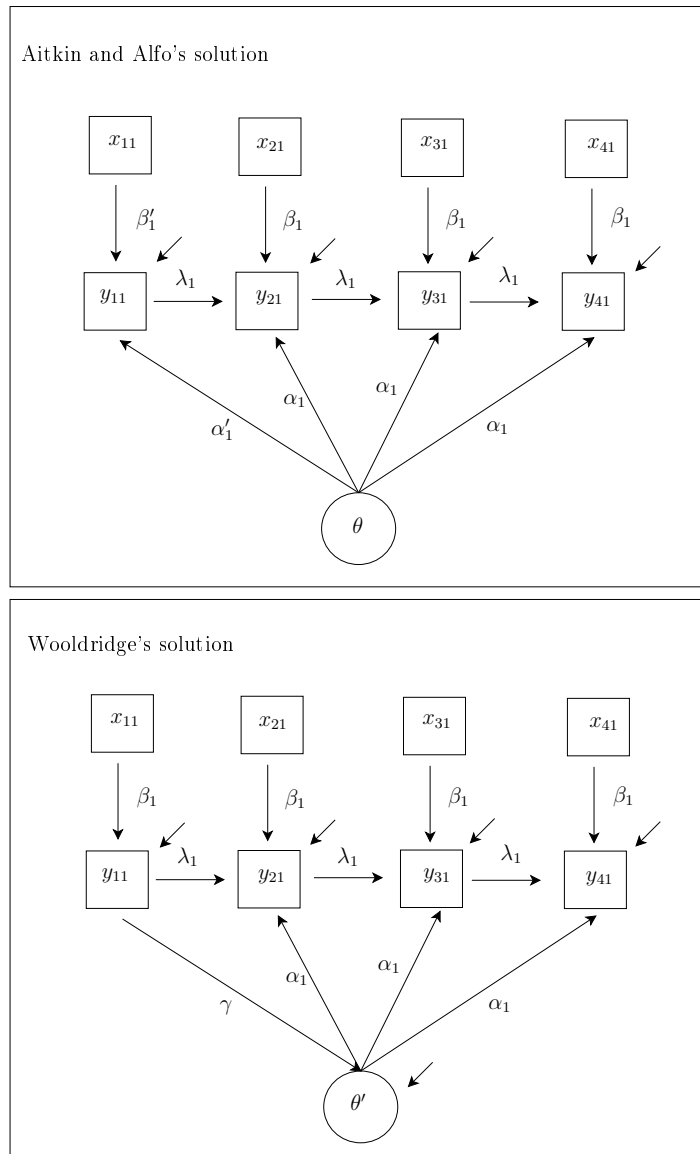 Aitkin and Alfo's solution
x₁₁ x₂₁ x₃₁ x₄₁
β₁′ β₁ β₁ β₁
λ₁ λ₁ λ₁
y₁₁ y₂₁ y₃₁ y₄₁
α₁′ α₁ α₁ α₁
θ
Wooldridge's solution
x₁₁ x₂₁ x₃₁ x₄₁
β₁ β₁ β₁ β₁
λ₁ λ₁ λ₁
y₁₁ y₂₁ y₃₁ y₄₁
γ α₁ α₁ α₁
θ′